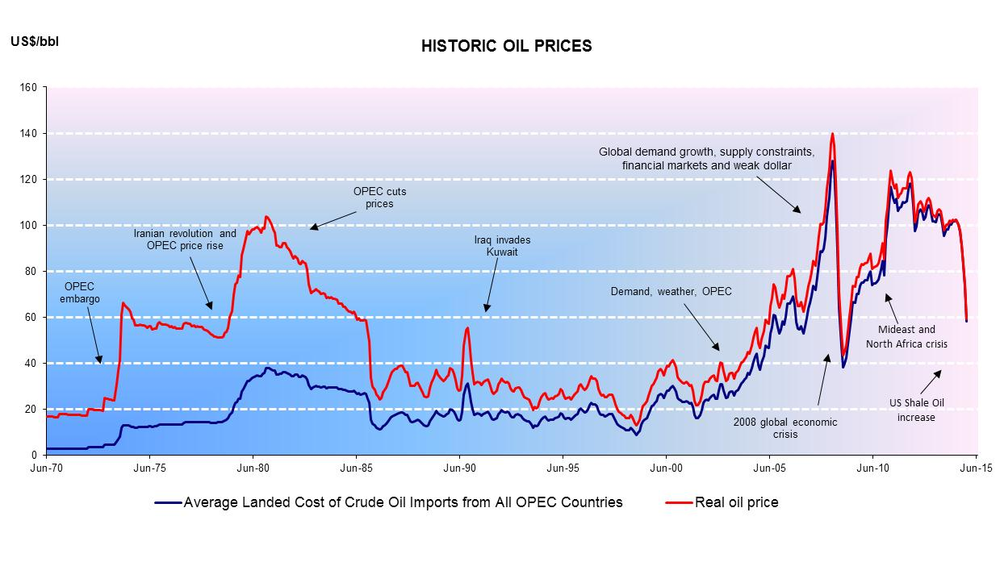 US$/bbl
HISTORIC OIL PRICES
160
140
120
100
80
60
40
20
0
OPEC
embargo
Iranian revolution and
OPEC price rise
OPEC cuts
prices
Iraq invades
Kuwait
Global demand growth, supply constraints,
financial markets and weak dollar
Demand, weather, OPEC
2008 global economic
crisis
Mideast and
North Africa crisis
US Shale Oil
increase
Jun-70
Jun-75
Jun-80
Jun-85
Jun-90
Jun-95
Jun-00
Jun-05
Jun-10
Jun-15
Average Landed Cost of Crude Oil Imports from All OPEC Countries
Real oil price